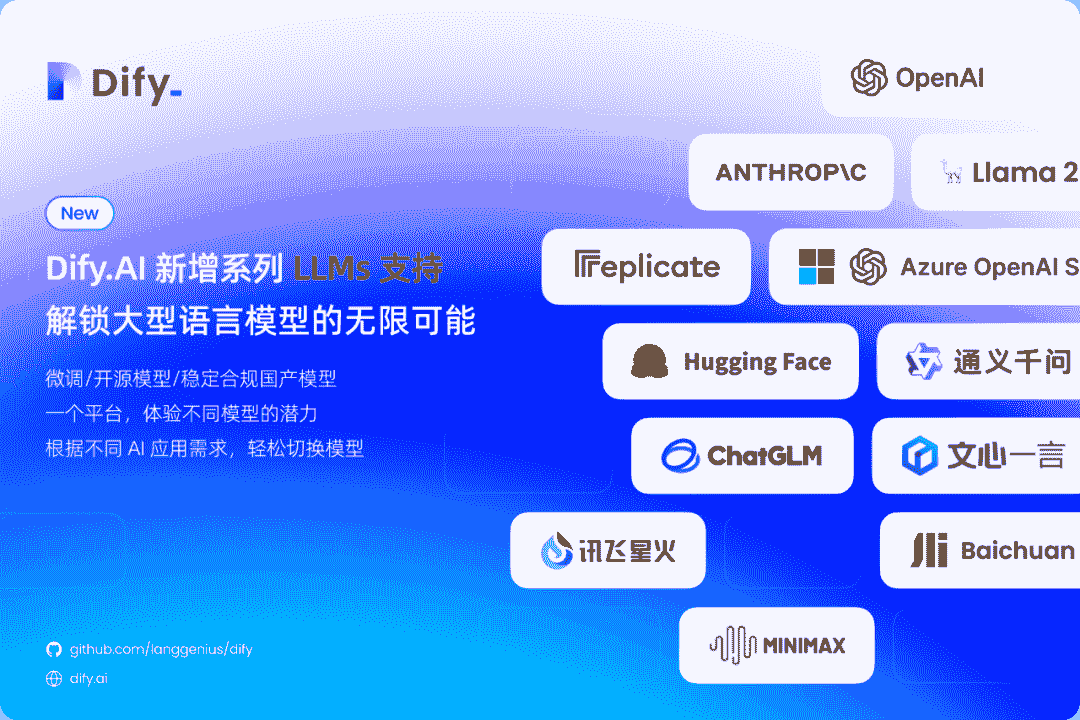 Dify_
OpenAI
ANTHROP\C
Llama 2
New
Dify.AI 新增系列 LLMs 支持
解锁大型语言模型的无限可能
Replicate
Azure OpenAI S
Hugging Face
通义千问
微调/开源模型/稳定合规国产模型
一个平台，体验不同模型的潜力
根据不同 AI 应用需求，轻松切换模型
ChatGLM
文心一言
讯飞星火
Baichuan
MINIMAX
github.com/langgenius/dify
dify.ai